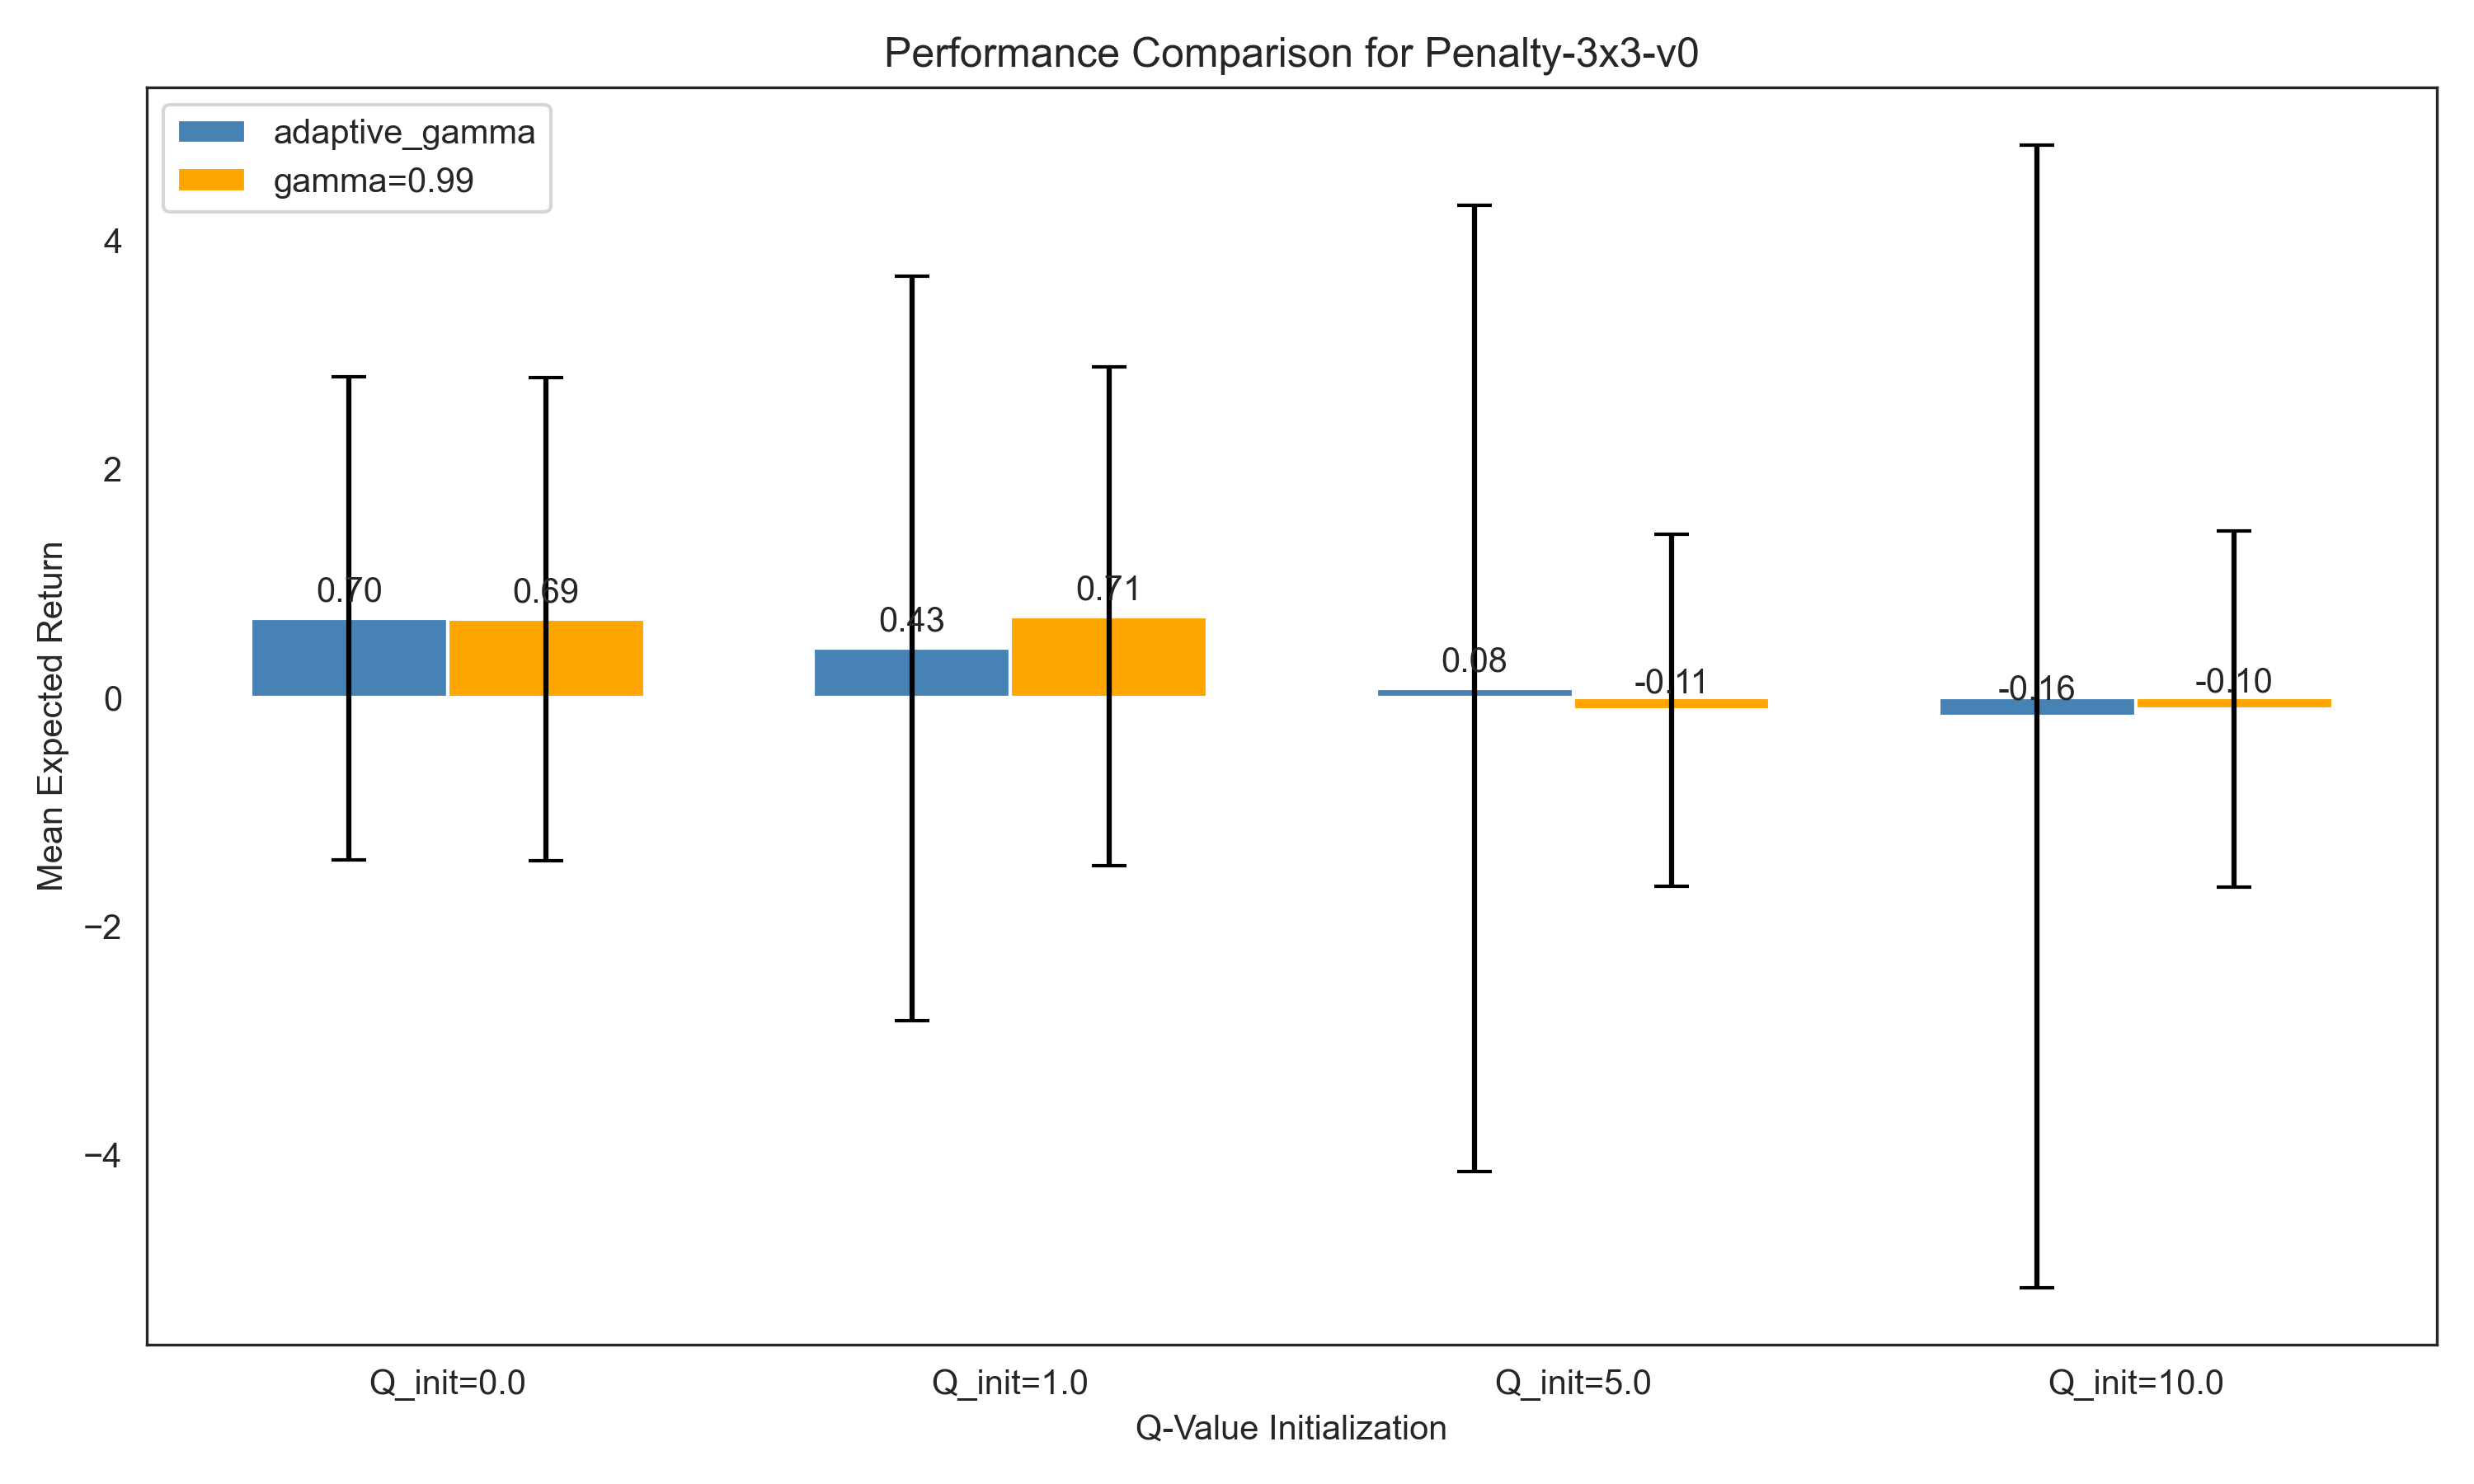 Performance Comparison for Penalty-3x3-v0
adaptive_gamma
gamma=0.99
Mean Expected Return
4
2
0
−2
−4
0.70
0.69
0.43
0.71
0.08
-0.11
-0.16
-0.10
Q_init=0.0
Q_init=1.0
Q_init=5.0
Q_init=10.0
Q-Value Initialization